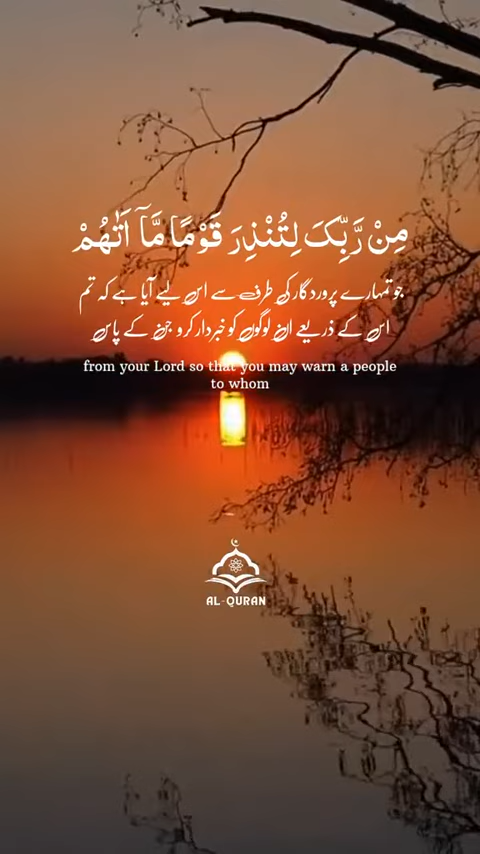 مِنْ رَّبِّكَ لِتُنْذِرَ قَوْمًا مَّاۤ اَتٰىهُمْ
جو تمہارے پروردگار کی طرف سے اس لیے آیا ہے کہ تم
اس کے ذریعے ان لوگوں کو خبردار کرو جن کے پاس
from your Lord so that you may warn a people
to whom
AL-QURAN